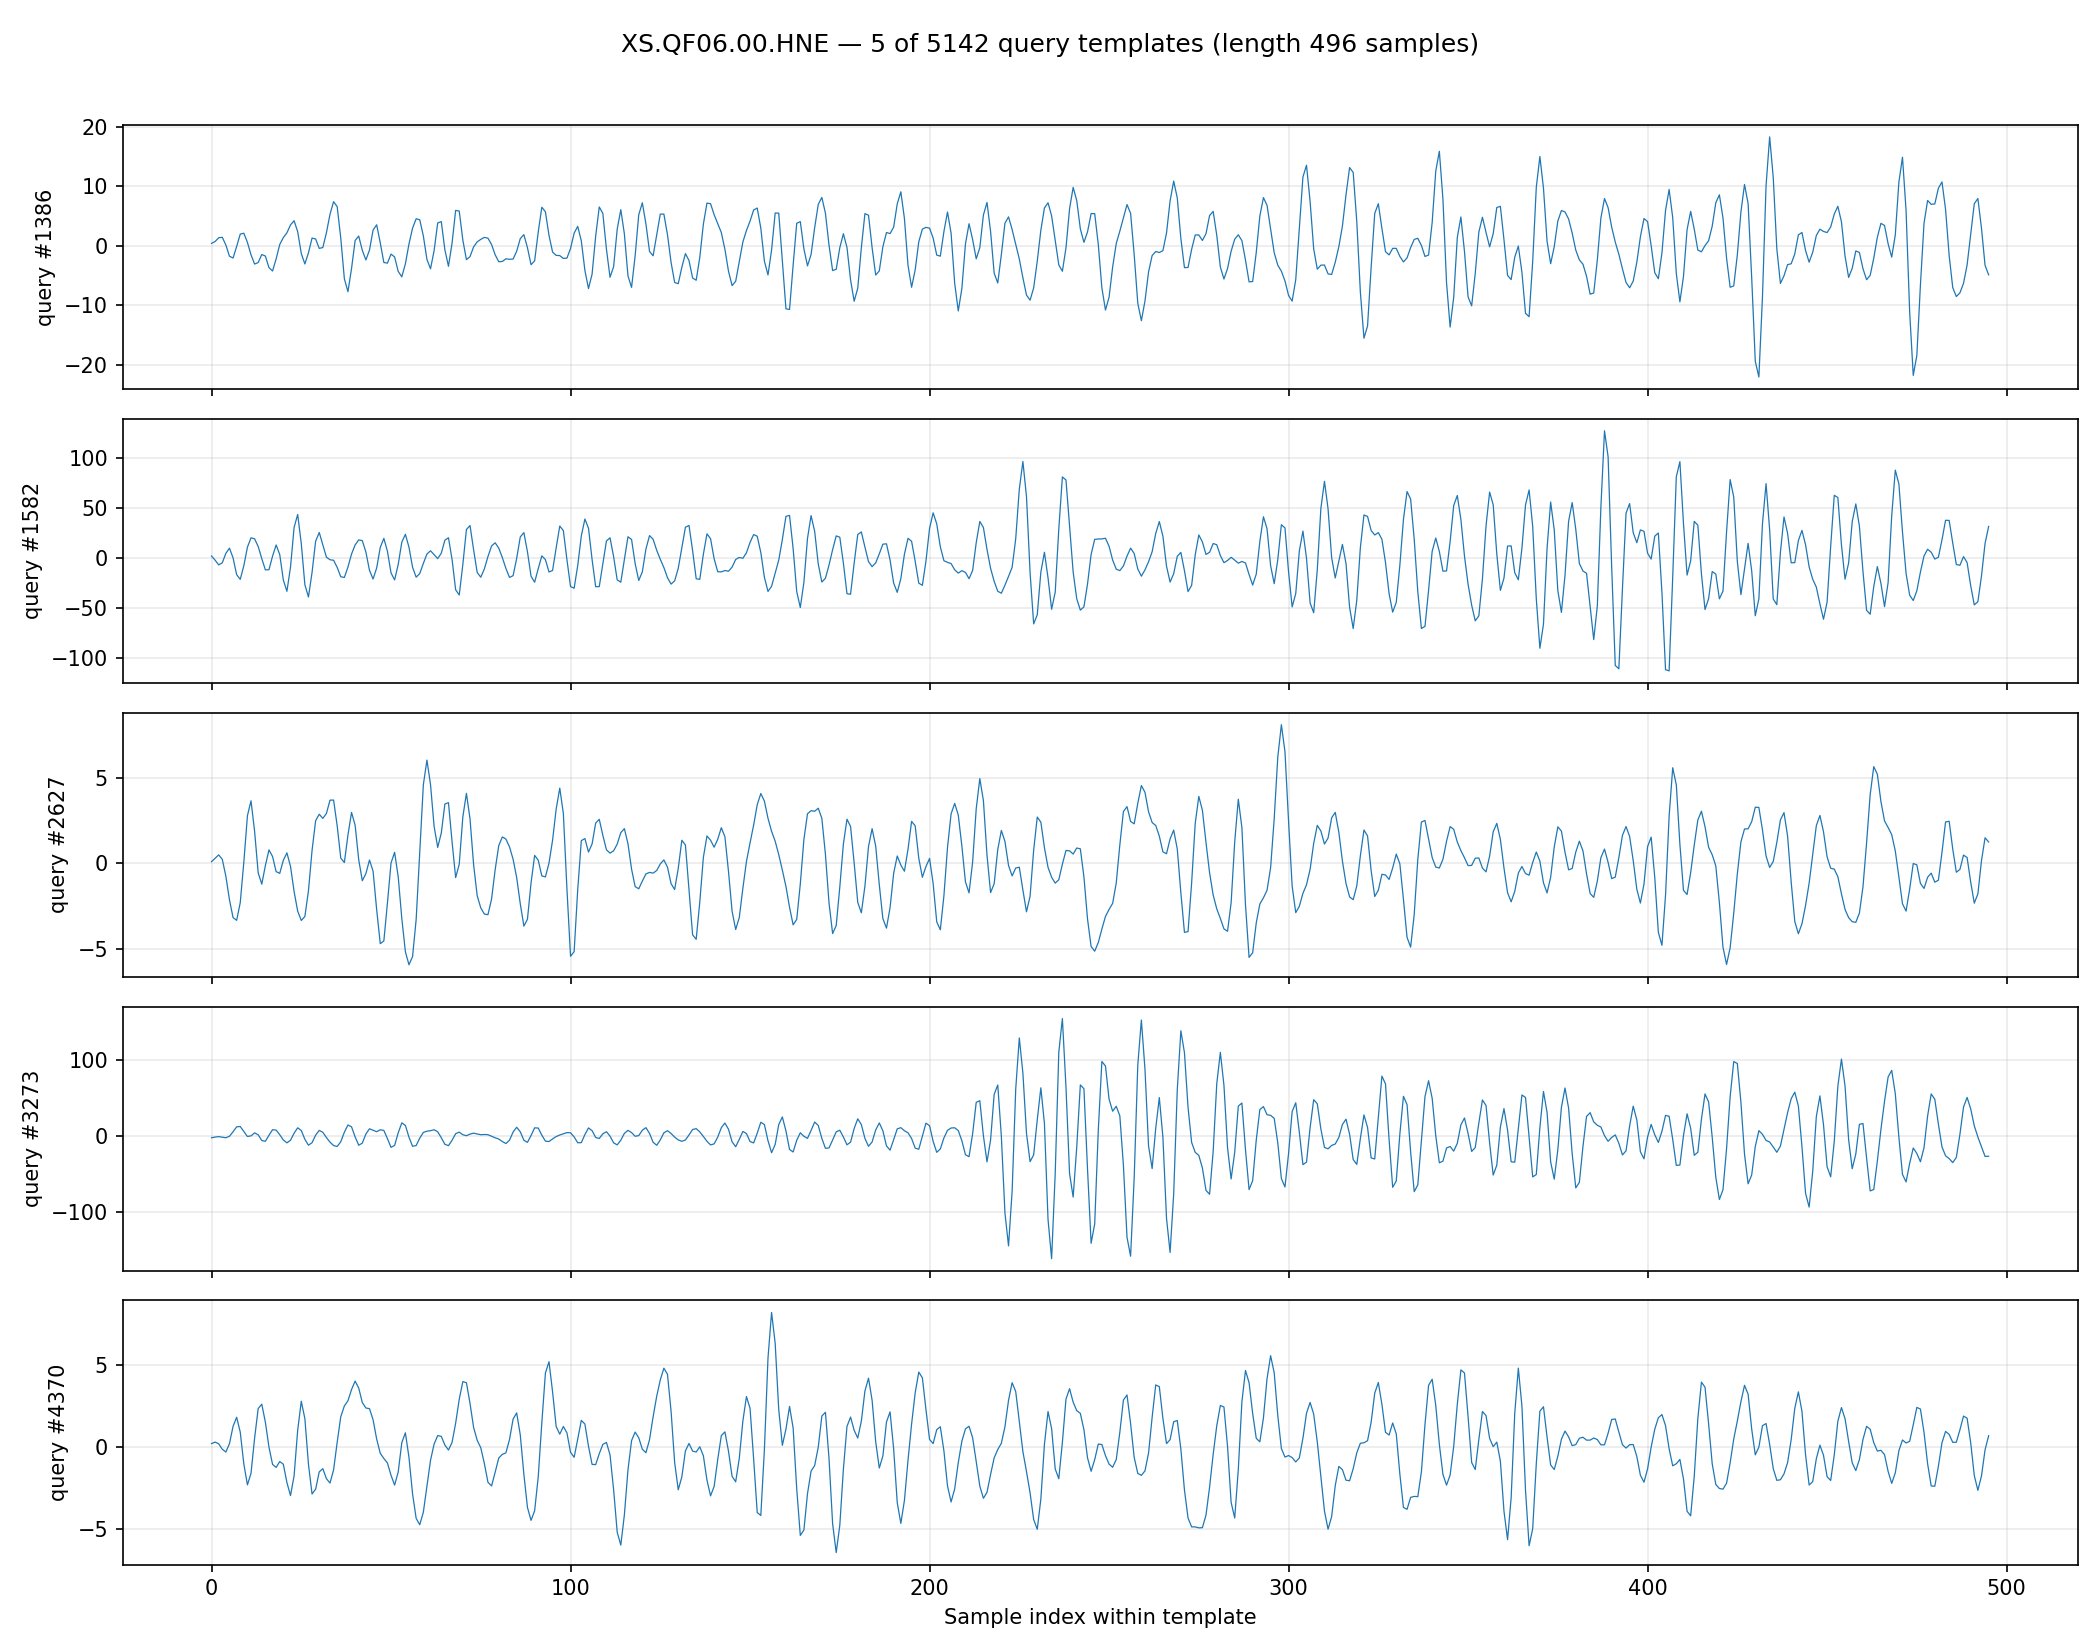 XS.QF06.00.HNE — 5 of 5142 query templates (length 496 samples)
20
10
0
−10
−20
query #1386
100
50
0
−50
−100
query #1582
5
0
−5
query #2627
100
0
−100
query #3273
5
0
−5
query #4370
0 100 200 300 400 500
Sample index within template